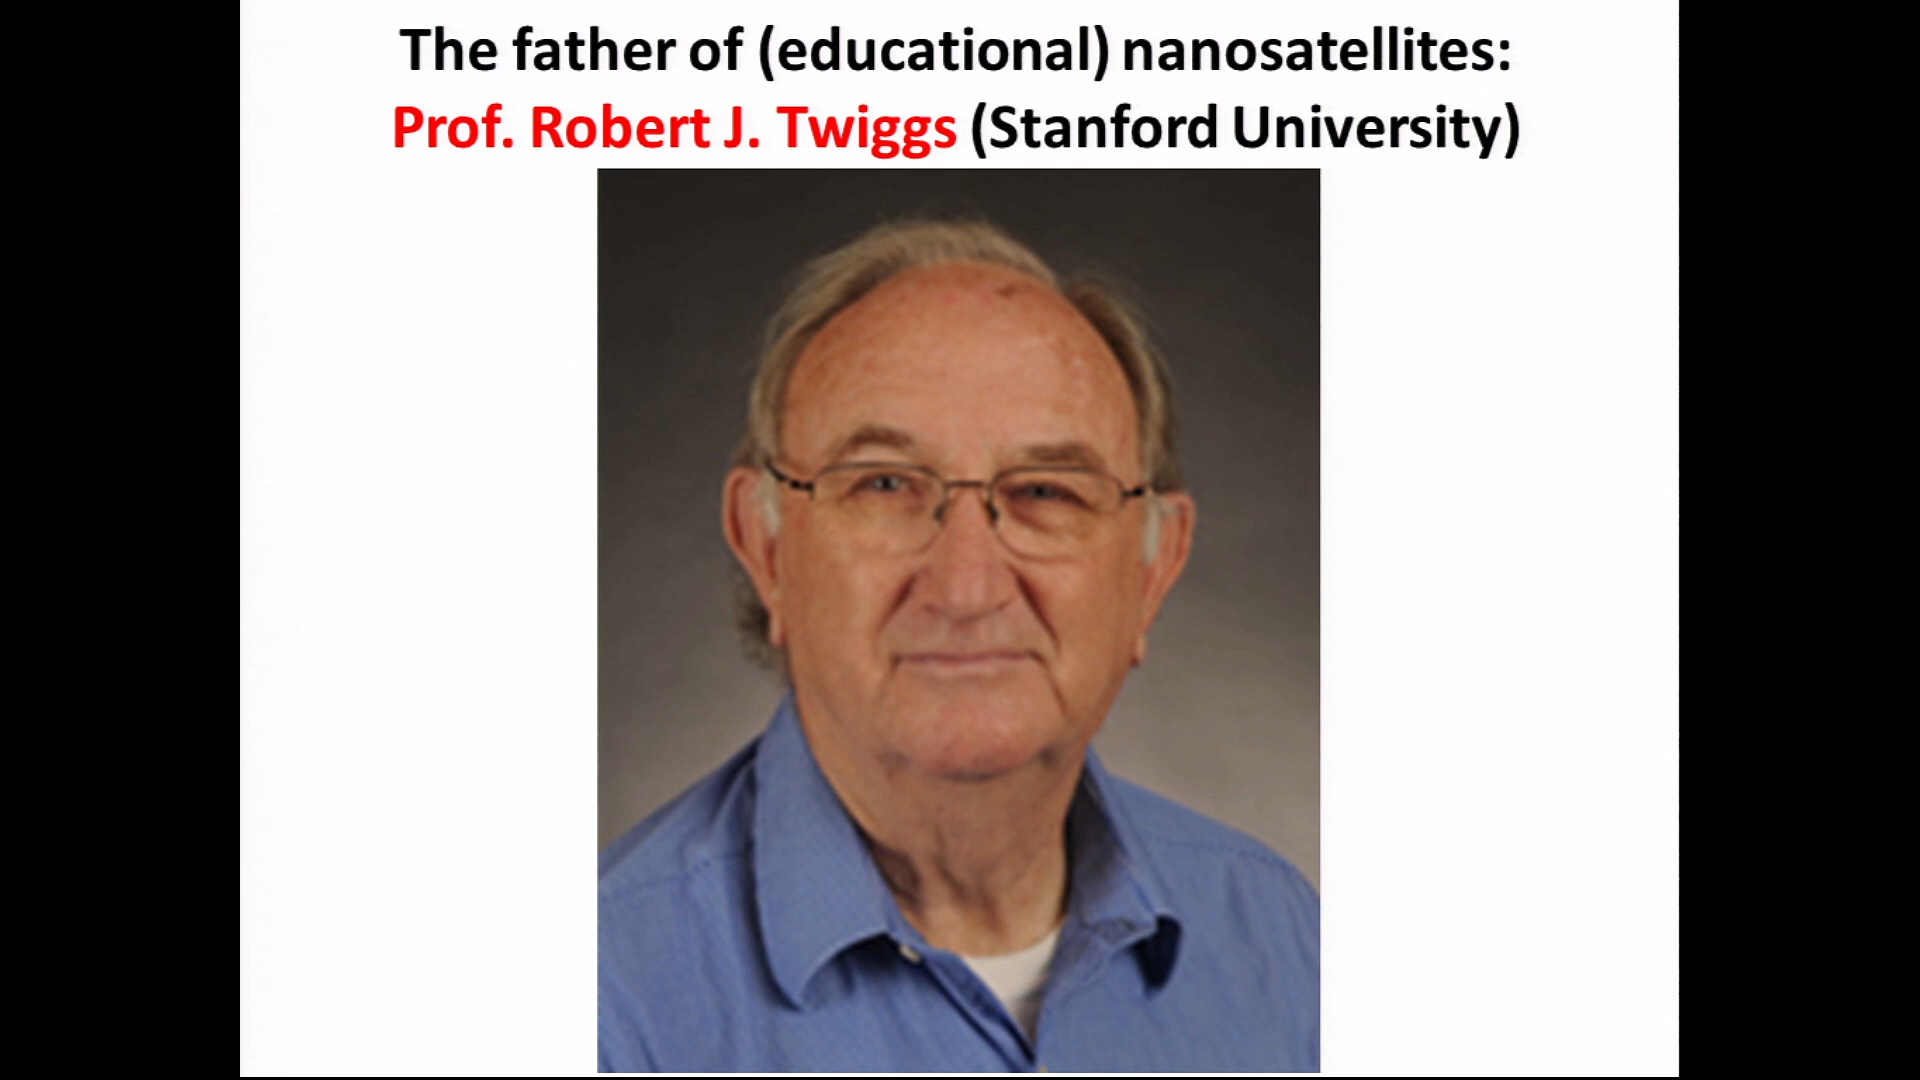 The father of (educational) nanosatellites:
Prof. Robert J. Twiggs (Stanford University)